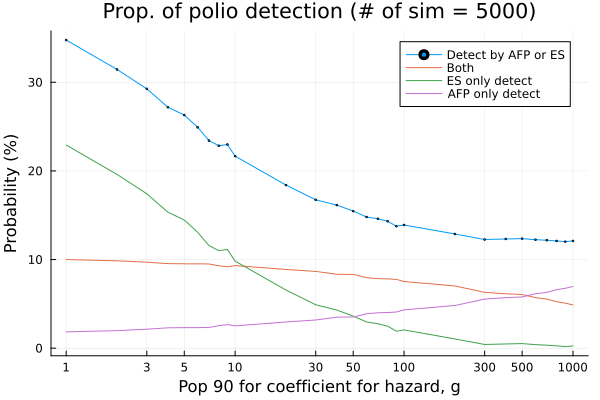 Prop. of polio detection (# of sim = 5000)
Detect by AFP or ES
Both
ES only detect
AFP only detect
Probability (%)
30
20
10
0
1
3
5
10
30
50
100
300
500
1000
Pop 90 for coefficient for hazard, g